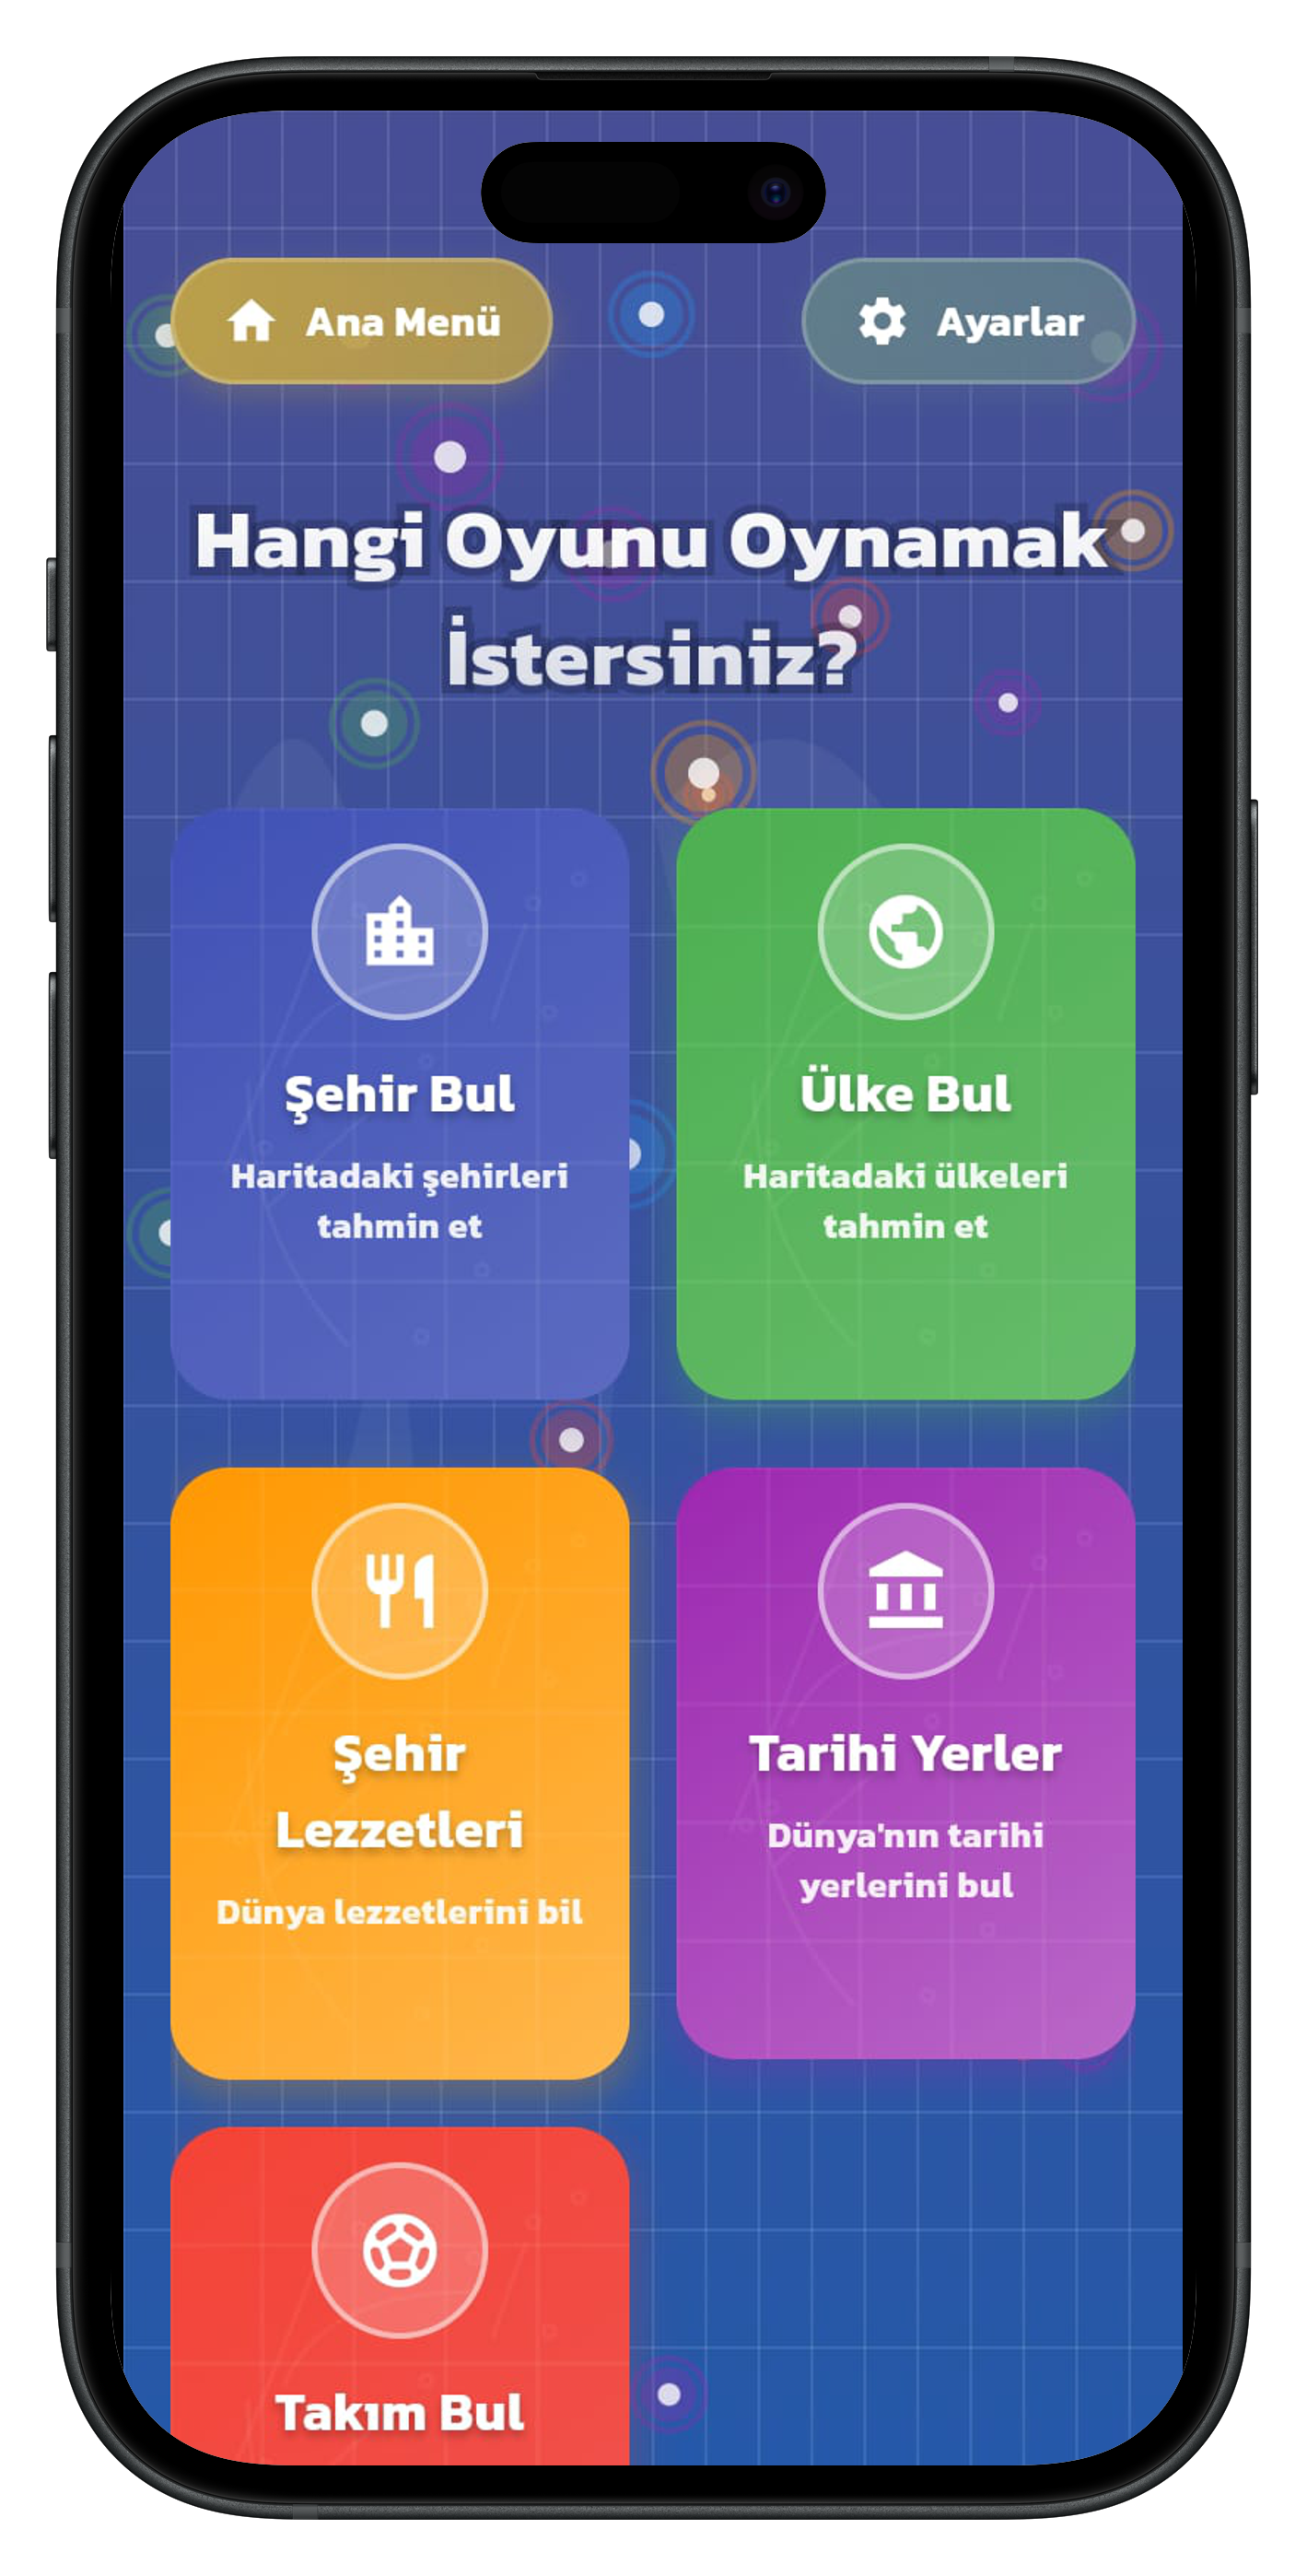 Ana Menü
Ayarlar
Hangi Oyunu Oynamak
İstersiniz?
Şehir Bul
Haritadaki şehirleri
tahmin et
Ülke Bul
Haritadaki ülkeleri
tahmin et
Şehir
Lezzetleri
Dünya lezzetlerini bil
Tarihi Yerler
Dünya'nın tarihi
yerlerini bul
Takım Bul